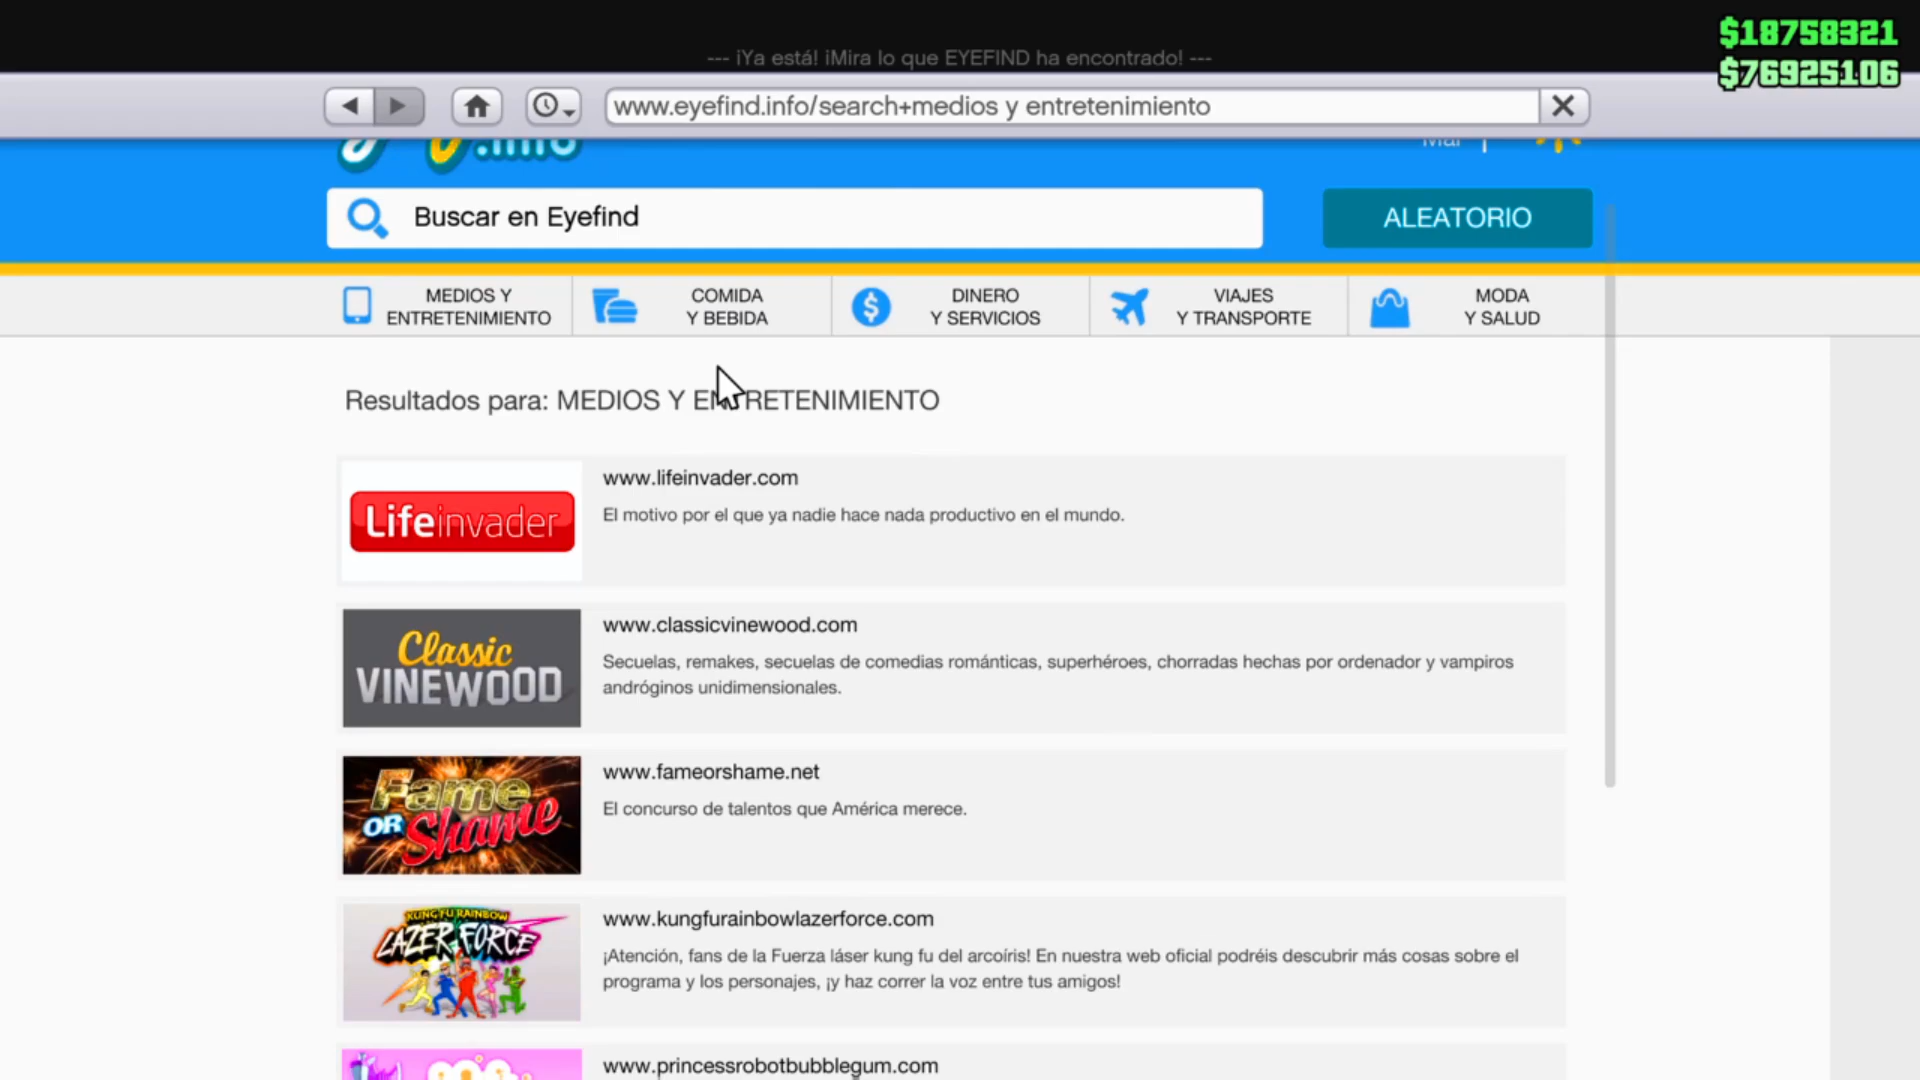 $18758321
--- ¡Ya está! ¡Mira lo que EYEFIND ha encontrado! ---
$76925106
www.eyefind.info/search+medios y entretenimiento
.info
Mar
Buscar en Eyefind
ALEATORIO
MEDIOS Y
ENTRETENIMIENTO
COMIDA
Y BEBIDA
DINERO
Y SERVICIOS
VIAJES
Y TRANSPORTE
MODA
Y SALUD
Resultados para: MEDIOS Y ENTRETENIMIENTO
Lifeinvader
www.lifeinvader.com
El motivo por el que ya nadie hace nada productivo en el mundo.
Classic
VINEWOOD
www.classicvinewood.com
Secuelas, remakes, secuelas de comedias románticas, superhéroes, chorradas hechas por ordenador y vampiros
andróginos unidimensionales.
Fame
OR Shame
www.fameorshame.net
El concurso de talentos que América merece.
KUNG FU RAINBOW
LAZER FORCE
www.kungfurainbowlazerforce.com
¡Atención, fans de la Fuerza láser kung fu del arcoíris! En nuestra web oficial podréis descubrir más cosas sobre el
programa y los personajes, ¡y haz correr la voz entre tus amigos!
www.princessrobotbubblegum.com